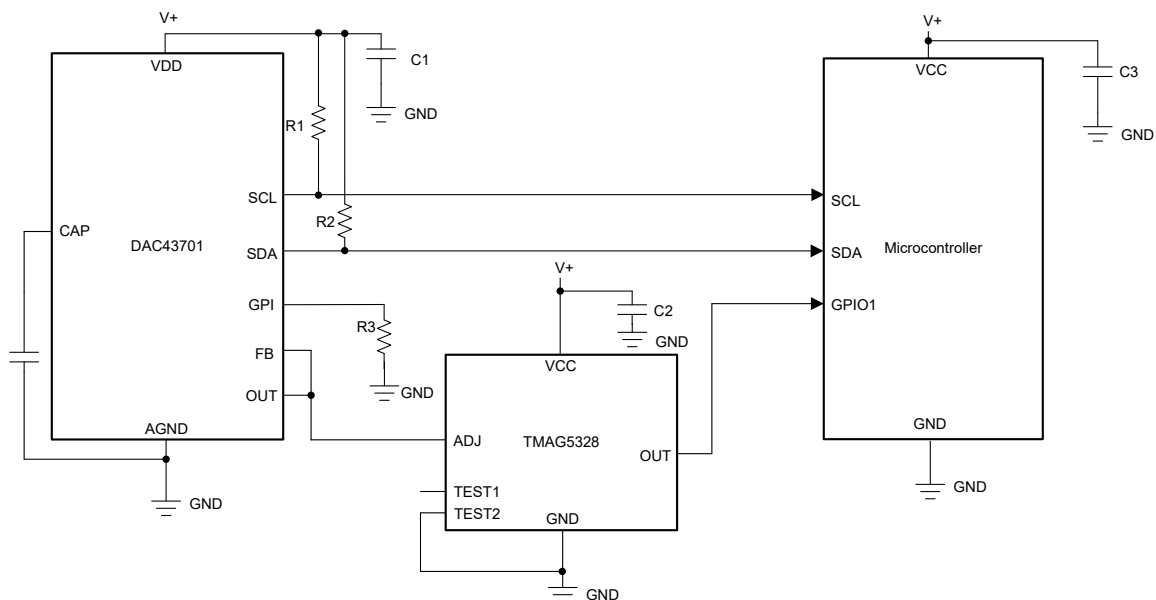 V+
VDD
C1
GND
R1
SCL
R2
CAP
DAC43701
SDA
GPI
R3
GND
FB
OUT
AGND
GND
V+
C2
GND
VCC
ADJ
TMAG5328
OUT
TEST1
TEST2
GND
GND
V+
VCC
C3
GND
SCL
SDA
Microcontroller
GPIO1
GND
GND